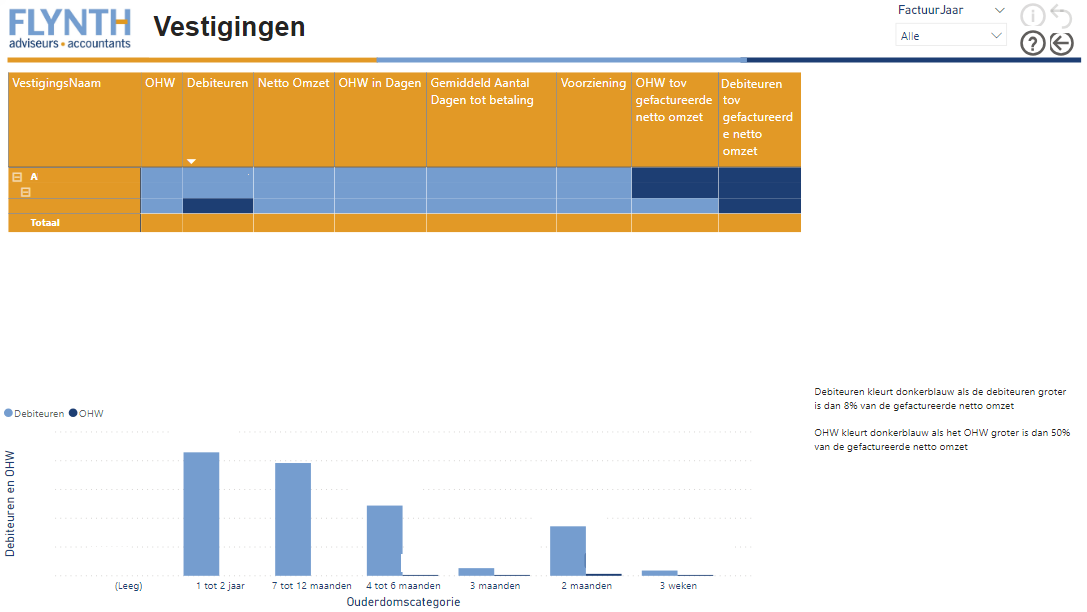 FLYNTH
adviseurs • accountants
Vestigingen
FactuurJaar
Alle
VestigingsNaam
OHW
Debiteuren
Netto Omzet
OHW in Dagen
Gemiddeld Aantal
Dagen tot betaling
Voorziening
OHW tov
gefactureerde
netto omzet
Debiteuren
tov
gefactureerd
e netto
omzet
A
Totaal
Debiteuren kleurt donkerblauw als de debiteuren groter
is dan 8% van de gefactureerde netto omzet
OHW kleurt donkerblauw als het OHW groter is dan 50%
van de gefactureerde netto omzet
Debiteuren OHW
Debiteuren en OHW
(Leeg)
1 tot 2 jaar
7 tot 12 maanden
4 tot 6 maanden
3 maanden
2 maanden
3 weken
Ouderdomscategorie